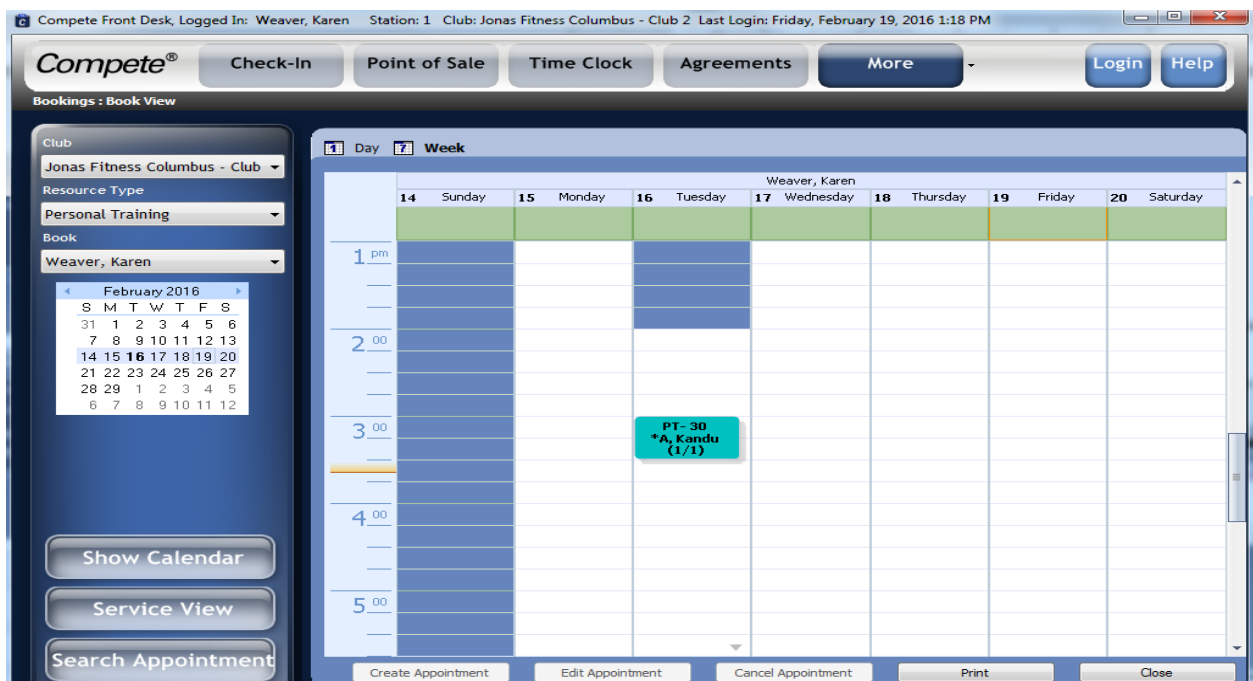 Compete Front Desk, Logged In: Weaver, Karen Station: 1 Club: Jonas Fitness Columbus - Club 2 Last Login: Friday, February 19, 2016 1:18 PM
Compete® Check-In Point of Sale Time Clock Agreements More Login Help
Bookings : Book View
Club
Jonas Fitness Columbus - Club
Resource Type
Personal Training
Book
Weaver, Karen
February 2016
S M T W T F S
31 1 2 3 4 5 6
7 8 9 10 11 12 13
14 15 16 17 18 19 20
21 22 23 24 25 26 27
28 29 1 2 3 4 5
6 7 8 9 10 11 12
Show Calendar
Service View
Search Appointment
1 Day 7 Week
Weaver, Karen
14 Sunday 15 Monday 16 Tuesday 17 Wednesday 18 Thursday 19 Friday 20 Saturday
1 pm
2 00
3 00
PT- 30
*A, Kandu
(1/1)
4 00
5 00
Create Appointment Edit Appointment Cancel Appointment Print Close